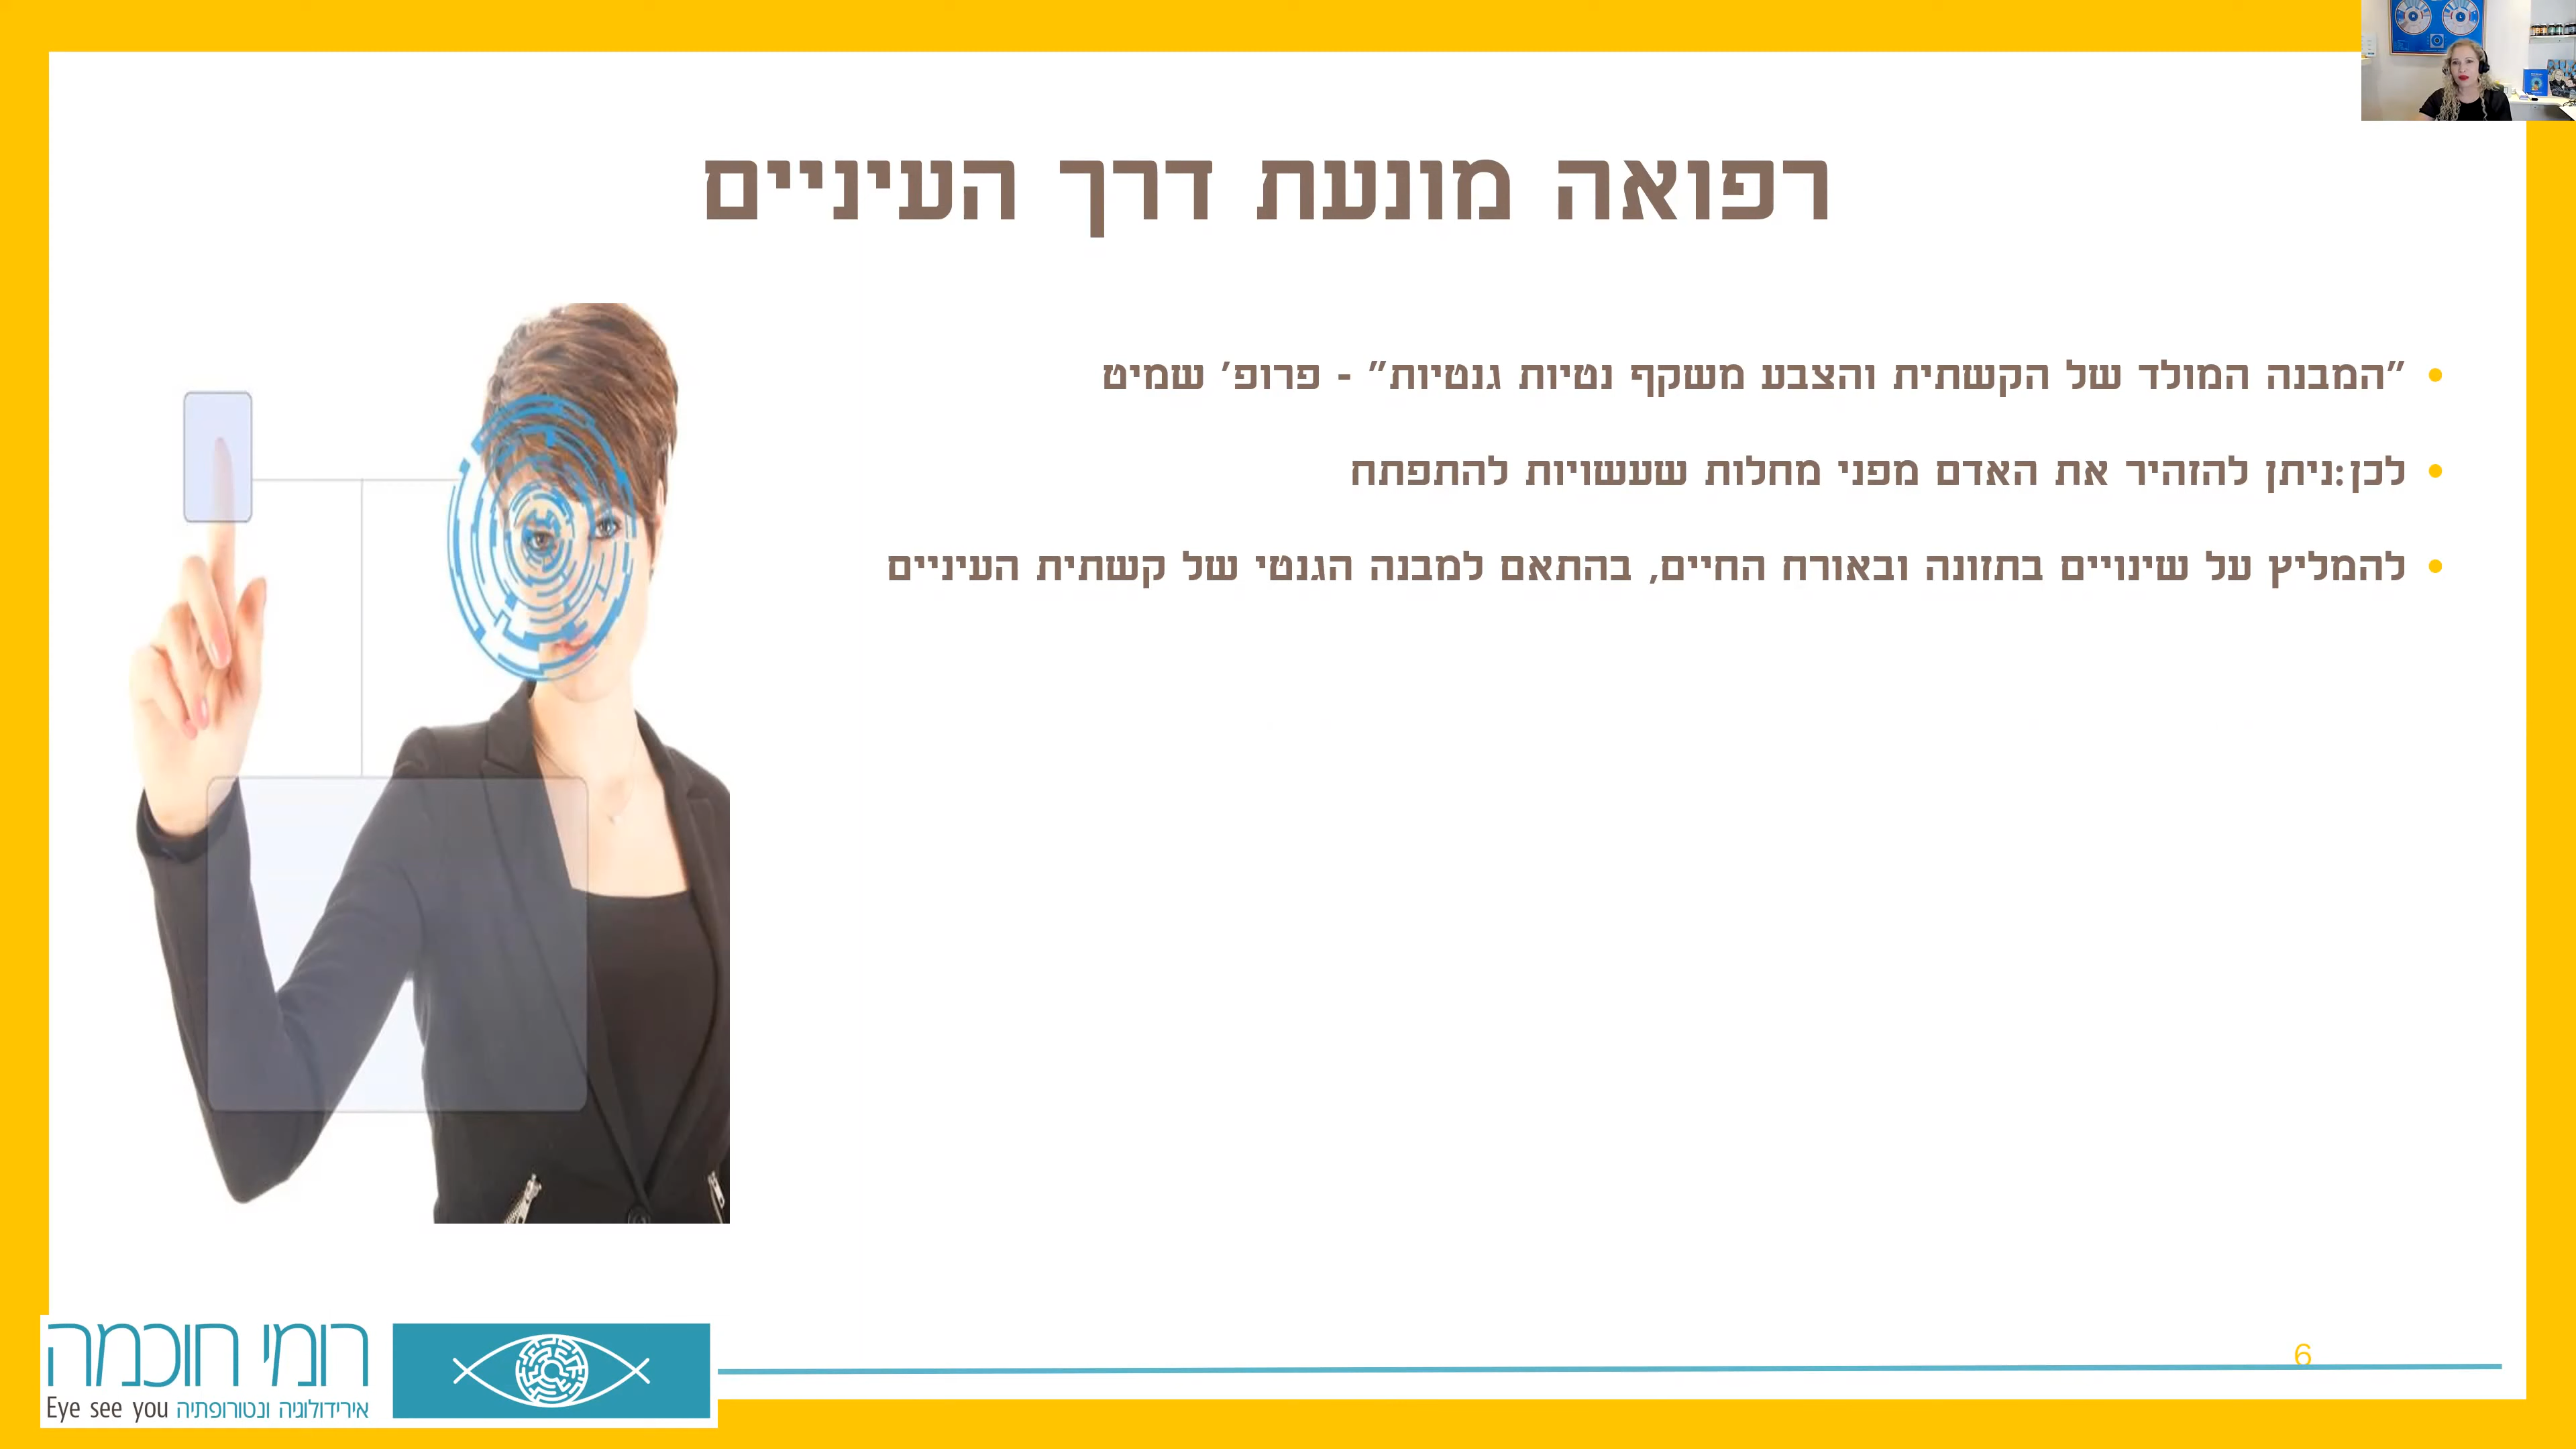 רפואה מונעת דרך העיניים
• "המבנה המולד של הקשתית והצבע משקף נטיות גנטיות" - פרופ' שמיט
• לכן:ניתן להזהיר את האדם מפני מחלות שעשויות להתפתח
• להמליץ על שינויים בתזונה ובאורח החיים, בהתאם למבנה הגנטי של קשתית העיניים
6
רומי חוכמה
אירידולוגיה ונטורופתיה Eye see you